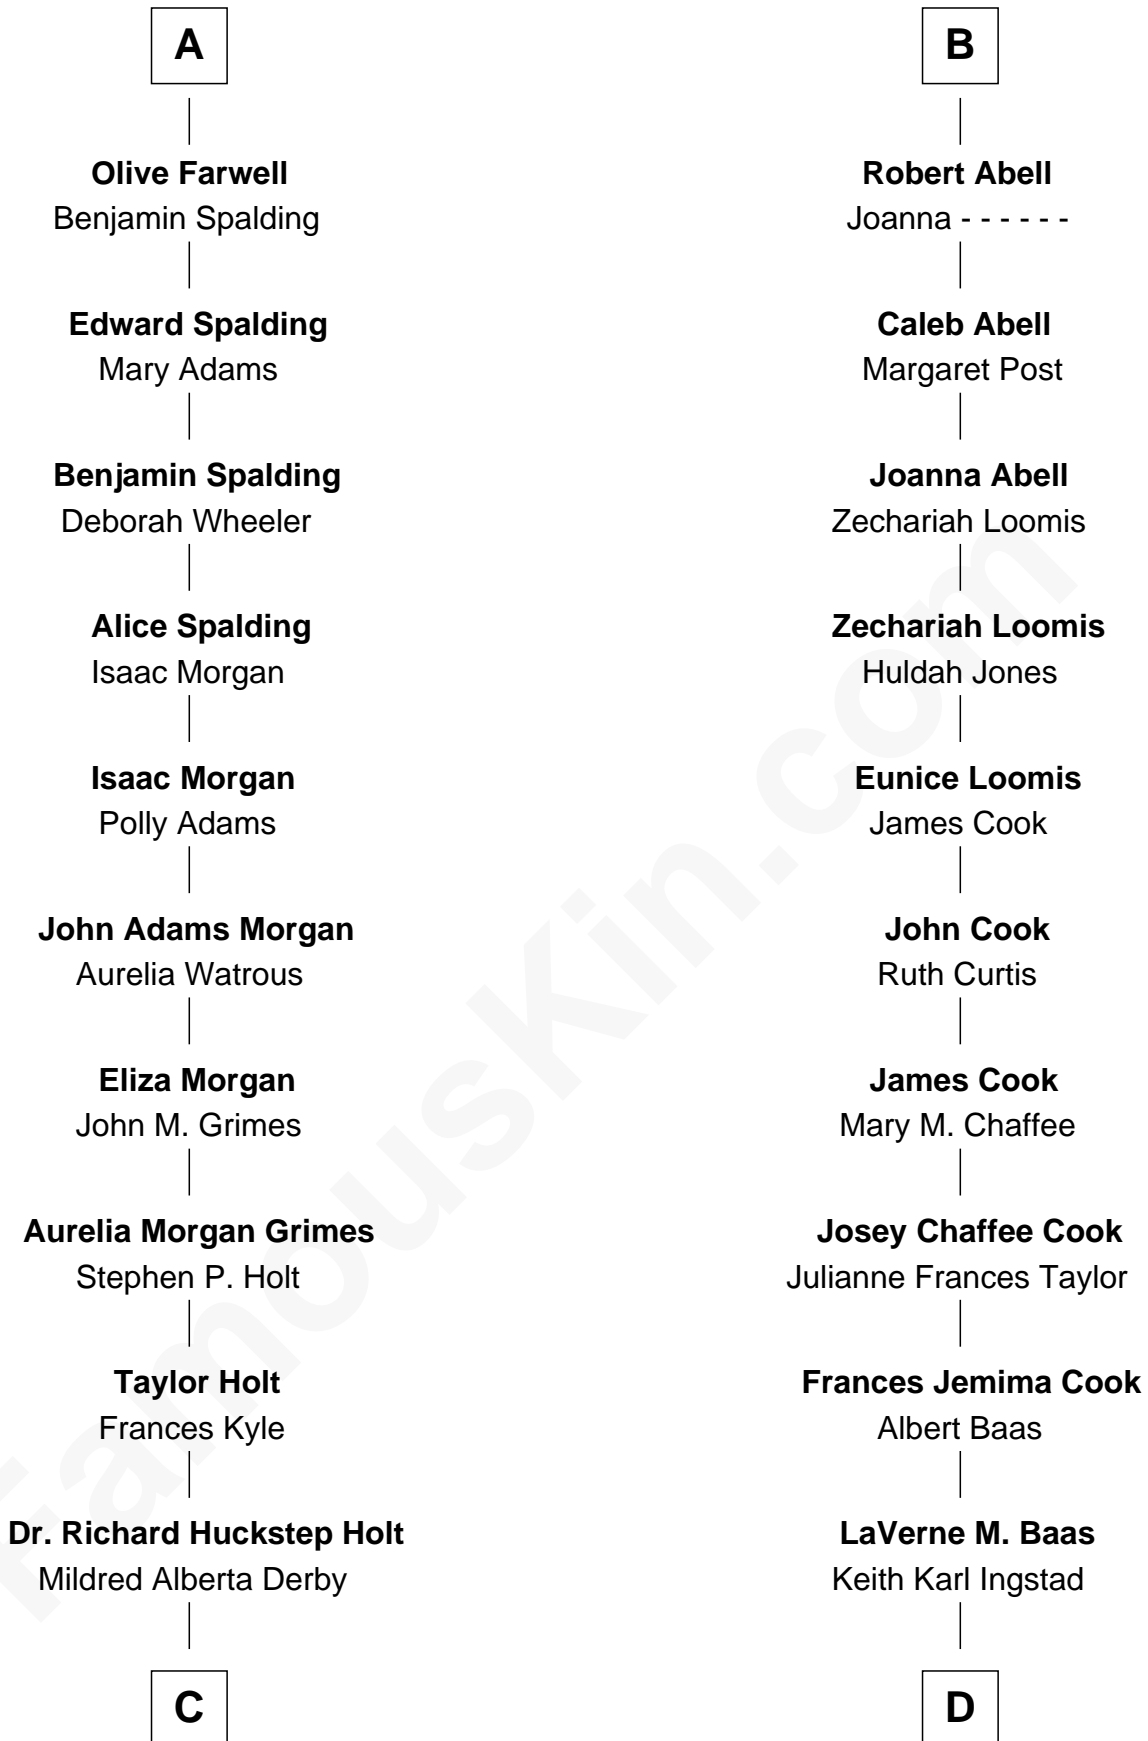 A
Olive Farwell
Benjamin Spalding
Edward Spalding
Mary Adams
Benjamin Spalding
Deborah Wheeler
Alice Spalding
Isaac Morgan
Isaac Morgan
Polly Adams
John Adams Morgan
Aurelia Watrous
Eliza Morgan
John M. Grimes
Aurelia Morgan Grimes
Stephen P. Holt
Taylor Holt
Frances Kyle
Dr. Richard Huckstep Holt
Mildred Alberta Derby
C
B
Robert Abell
Joanna - - - - - -
Caleb Abell
Margaret Post
Joanna Abell
Zechariah Loomis
Zechariah Loomis
Huldah Jones
Eunice Loomis
James Cook
John Cook
Ruth Curtis
James Cook
Mary M. Chaffee
Josey Chaffee Cook
Julianne Frances Taylor
Frances Jemima Cook
Albert Baas
LaVerne M. Baas
Keith Karl Ingstad
D
FamousKin.com